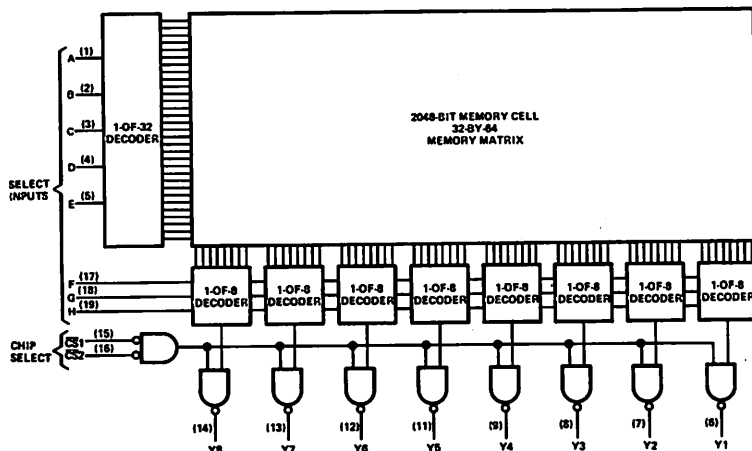 A (1)
B (2)
C (3)
D (4)
E (5)
SELECT
INPUTS
1-OF-32
DECODER
2048-BIT MEMORY CELL
32-BY-64
MEMORY MATRIX
F (17)
G (18)
H (19)
1-OF-8
DECODER
1-OF-8
DECODER
1-OF-8
DECODER
1-OF-8
DECODER
1-OF-8
DECODER
1-OF-8
DECODER
1-OF-8
DECODER
1-OF-8
DECODER
CHIP
SELECT
CS1 (15)
CS2 (16)
(14) (13) (12) (11) (9) (8) (7) (6)
Y8 Y7 Y6 Y5 Y4 Y3 Y2 Y1